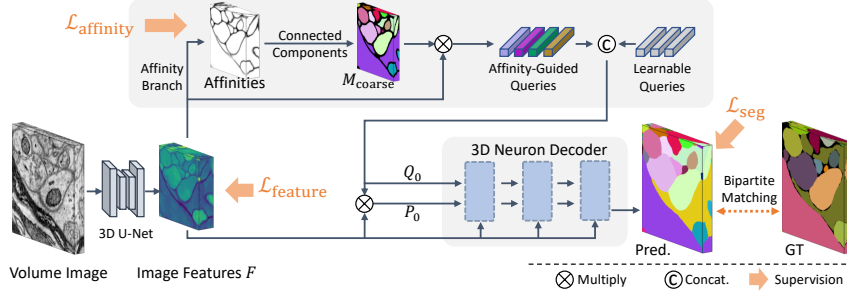 ℒaffinity
Affinity
Branch
Affinities
Connected
Components
Mcoarse
Affinity-Guided
Queries
C
Learnable
Queries
ℒseg
3D Neuron Decoder
Q0
P0
ℒfeature
3D U-Net
Volume Image
Image Features F
Bipartite
Matching
Pred.
GT
Multiply
C Concat.
Supervision